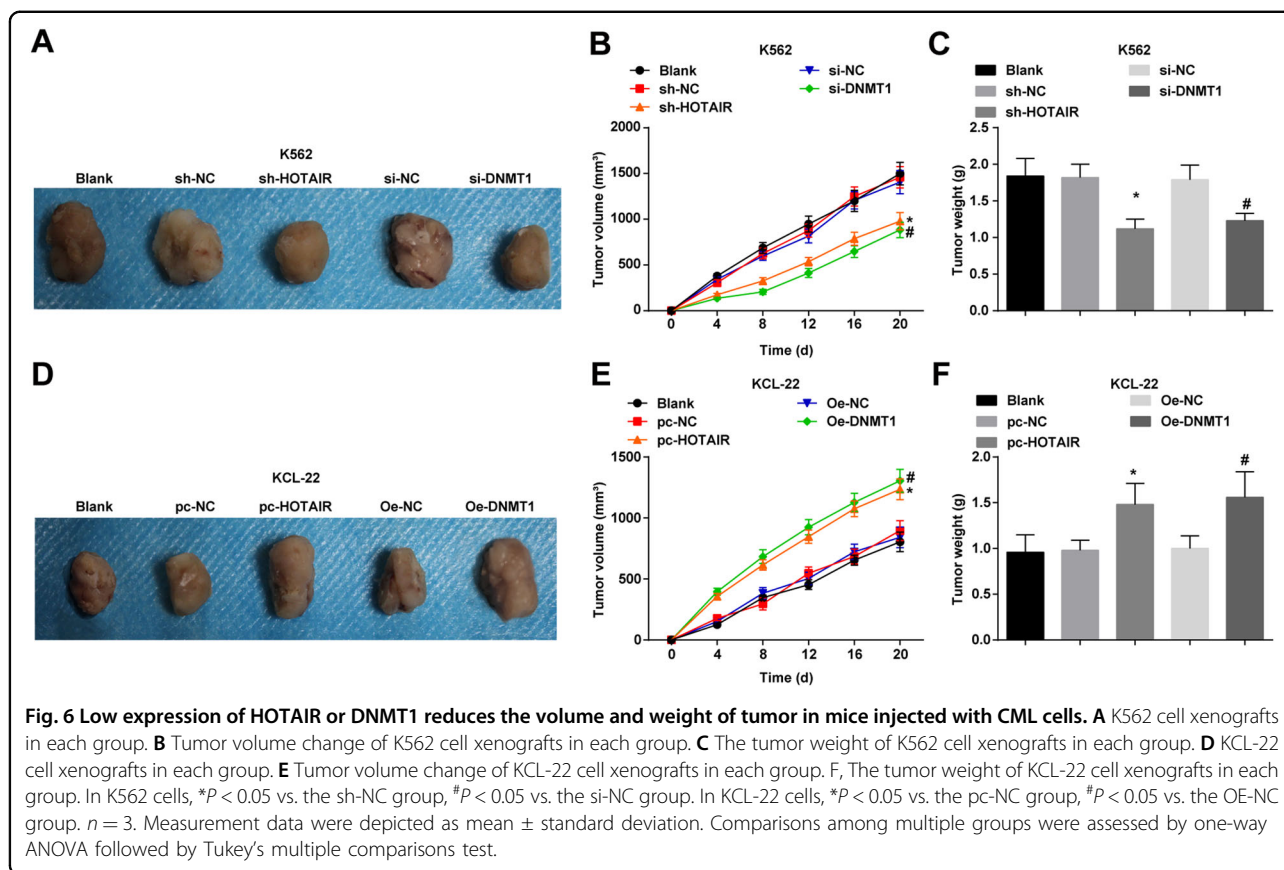 A
K562
Blank sh-NC sh-HOTAIR si-NC si-DNMT1
B
K562
Blank si-NC
sh-NC si-DNMT1
sh-HOTAIR
Tumor volume (mm³)
2000
1500
1000
500
0
*
#
0 4 8 12 16 20
Time (d)
C
K562
Blank si-NC
sh-NC si-DNMT1
sh-HOTAIR
Tumor weight (g)
2.5
2.0
1.5
1.0
2.5
0.0
*
#
D
KCL-22
Blank pc-NC pc-HOTAIR Oe-NC Oe-DNMT1
E
KCL-22
Blank Oe-NC
pc-NC Oe-DNMT1
pc-HOTAIR
Tumor volume (mm³)
1500
1000
500
0
#
*
0 4 8 12 16 20
Time (d)
F
KCL-22
Blank Oe-NC
pc-NC Oe-DNMT1
pc-HOTAIR
Tumor weight (g)
2.0
1.5
1.0
0.5
0.0
*
#
Fig. 6 Low expression of HOTAIR or DNMT1 reduces the volume and weight of tumor in mice injected with CML cells. A K562 cell xenografts
in each group. B Tumor volume change of K562 cell xenografts in each group. C The tumor weight of K562 cell xenografts in each group. D KCL-22
cell xenografts in each group. E Tumor volume change of KCL-22 cell xenografts in each group. F, The tumor weight of KCL-22 cell xenografts in each
group. In K562 cells, *P < 0.05 vs. the sh-NC group, #P < 0.05 vs. the si-NC group. In KCL-22 cells, *P < 0.05 vs. the pc-NC group, #P < 0.05 vs. the OE-NC
group. n = 3. Measurement data were depicted as mean ± standard deviation. Comparisons among multiple groups were assessed by one-way
ANOVA followed by Tukey's multiple comparisons test.